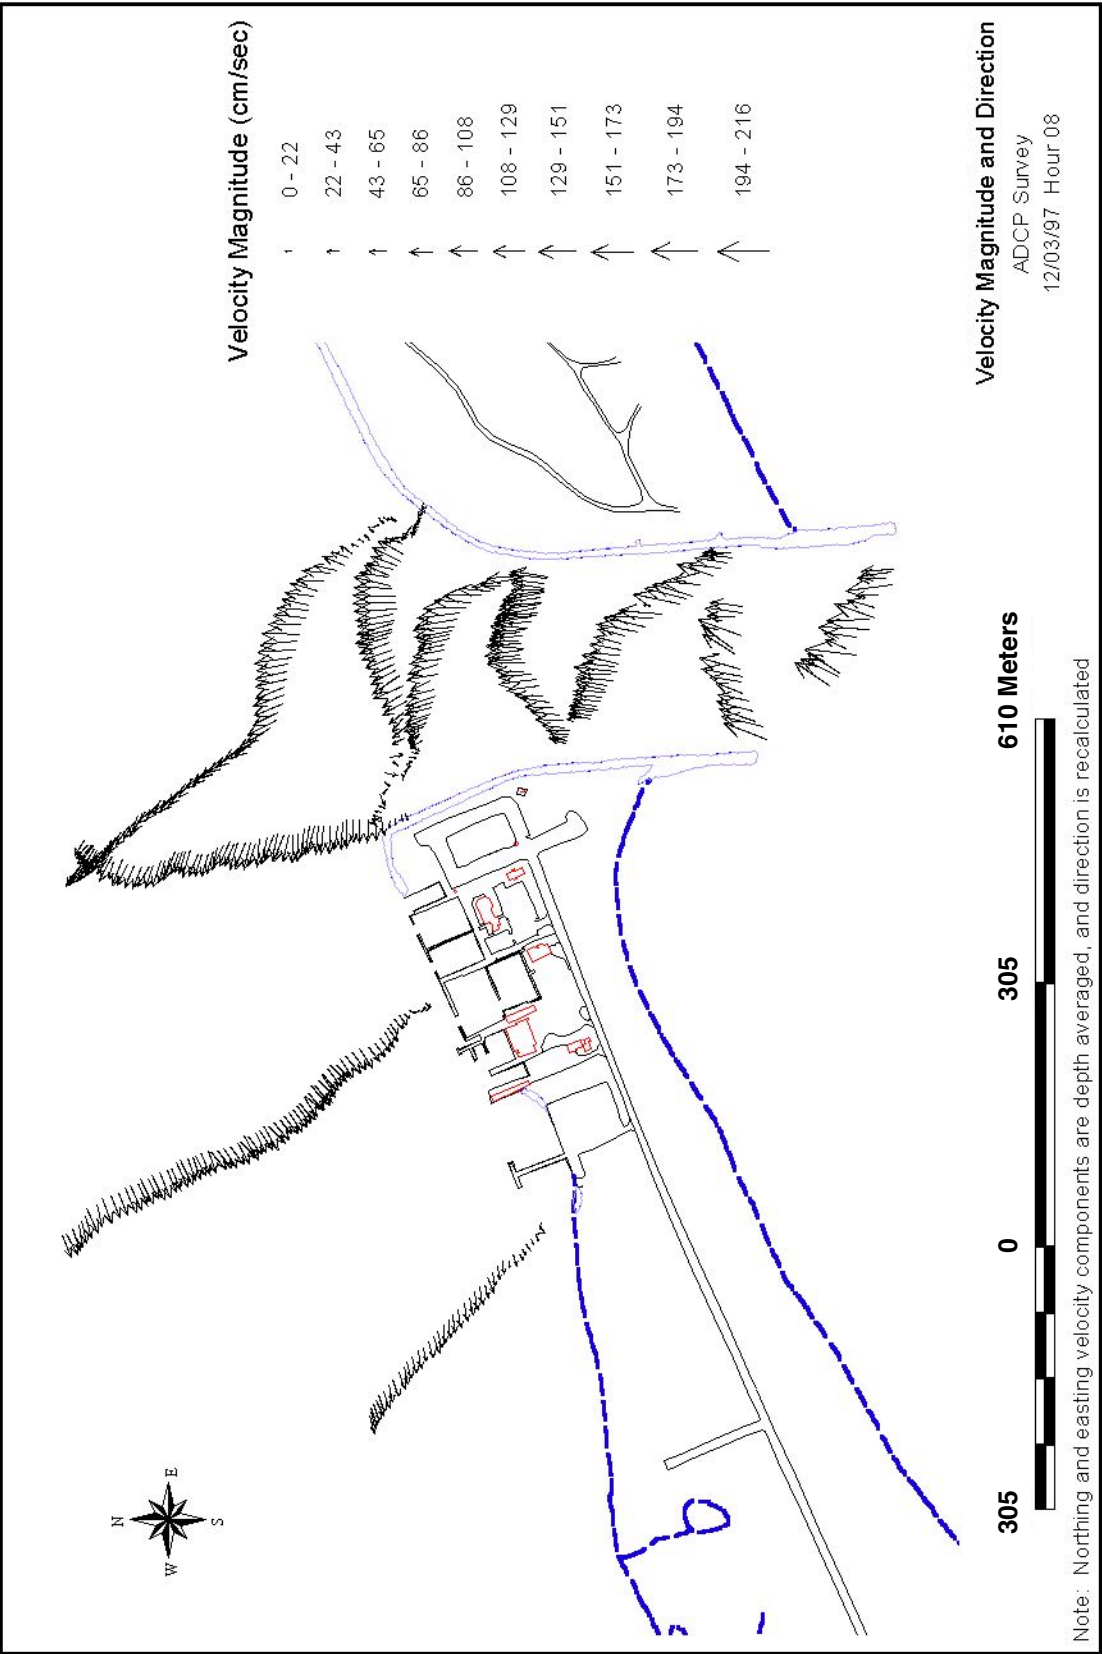 Velocity Magnitude (cm/sec)
0 - 22
22 - 43
43 - 65
65 - 86
86 - 108
108 - 129
129 - 151
151 - 173
173 - 194
194 - 216
N
W
E
S
Velocity Magnitude and Direction
ADCP Survey
12/03/97 Hour 08
305 0 305 610 Meters
Note: Northing and easting velocity components are depth averaged, and direction is recalculated